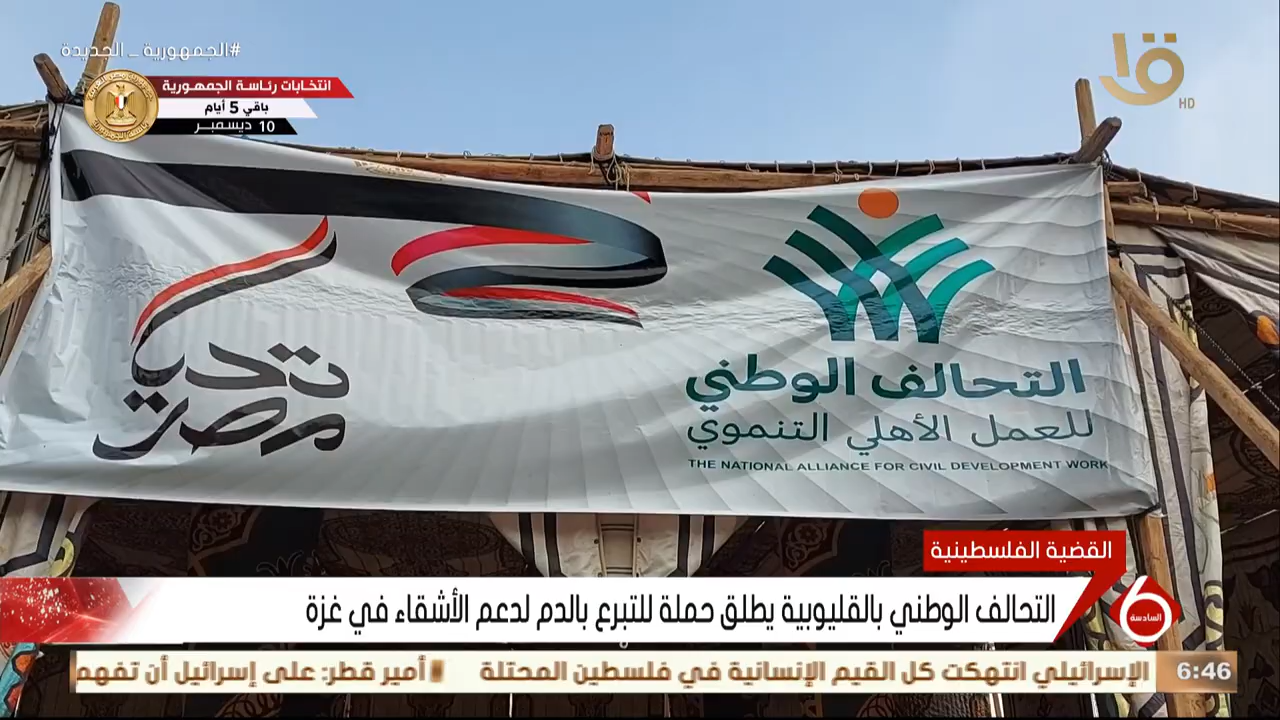 #الجمهورية_الجديدة
انتخابات رئاسة الجمهورية
باقي 5 أيام
10 ديسمبر
HD
تحيا
مصر
التحالف الوطني
للعمل الأهلي التنموي
THE NATIONAL ALLIANCE FOR CIVIL DEVELOPMENT WORK
القضية الفلسطينية
السادسة
التحالف الوطني بالقليوبية يطلق حملة للتبرع بالدم لدعم الأشقاء في غزة
6:46
الإسرائيلي انتهكت كل القيم الإنسانية في فلسطين المحتلة
أمير قطر: على إسرائيل أن تفهم